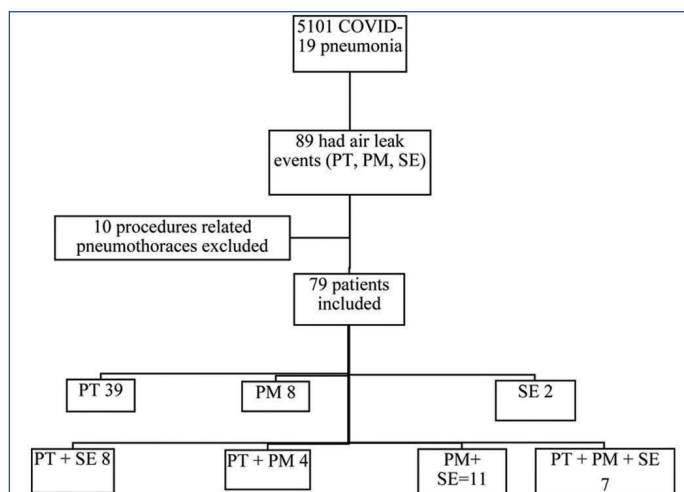 5101 COVID-
19 pneumonia
89 had air leak
events (PT, PM, SE)
10 procedures related
pneumothoraces excluded
79 patients
included
PT 39
PM 8
SE 2
PT + SE 8
PT + PM 4
PM+
SE=11
PT + PM + SE
7